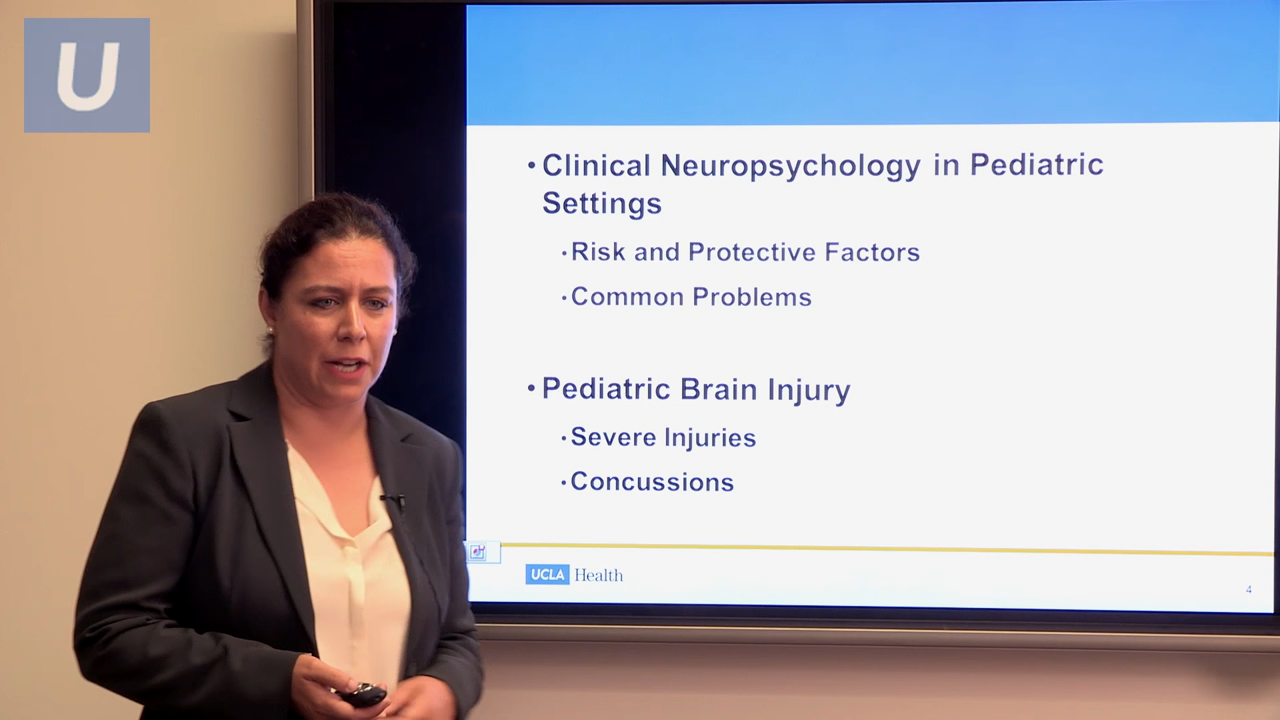 U
• Clinical Neuropsychology in Pediatric
Settings
• Risk and Protective Factors
• Common Problems
• Pediatric Brain Injury
• Severe Injuries
• Concussions
UCLA Health
4